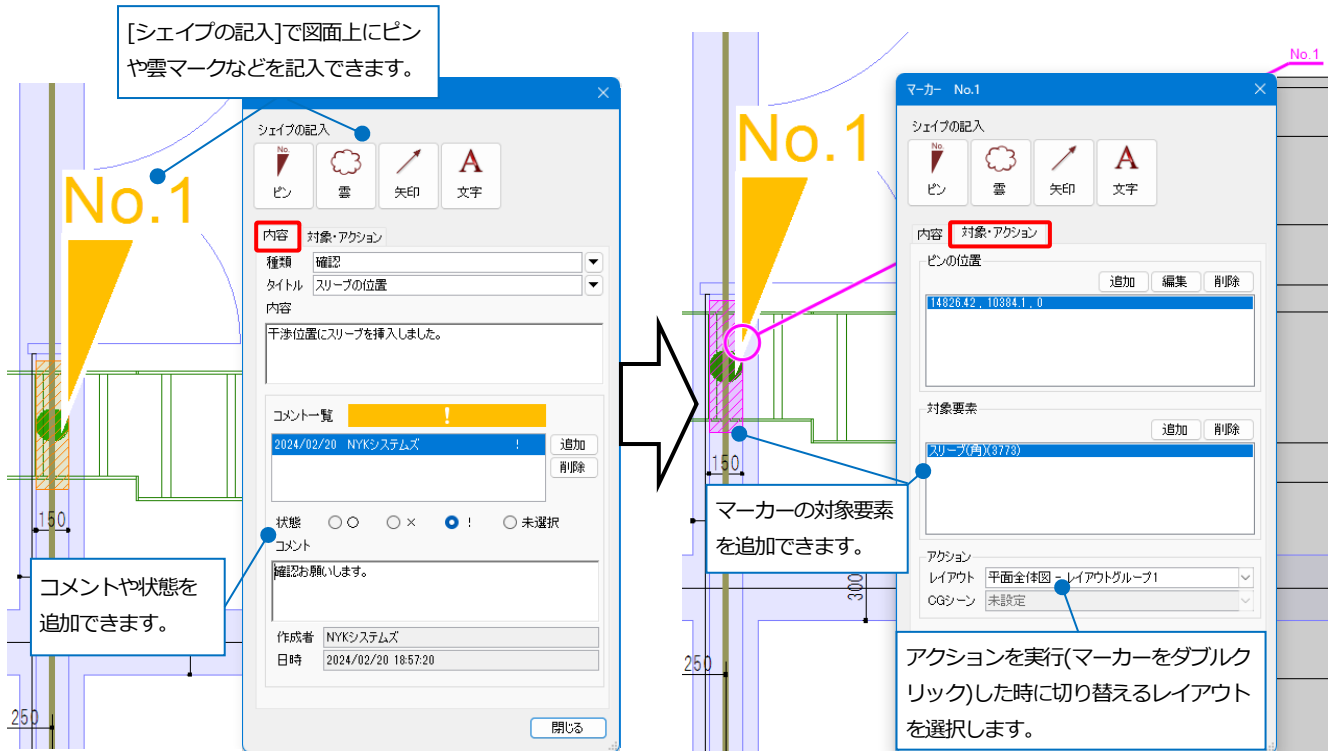 [シェイプの記入]で図面上にピン
や雲マークなどを記入できます。
No.1
150
250
シェイプの記入
No.
ピン
雲
矢印
A
文字
内容
対象・アクション
種類
確認
タイトル
スリーブの位置
内容
干渉位置にスリーブを挿入しました。
コメント一覧
!
2024/02/20 NYKシステムズ !
追加
削除
状態
○
×
!
未選択
コメント
確認お願いします。
作成者
NYKシステムズ
日時
2024/02/20 18:57:20
閉じる
コメントや状態を
追加できます。
No.1
No.1
150
300
250
マーカー No.1
シェイプの記入
No.
ピン
雲
矢印
A
文字
内容
対象・アクション
ピンの位置
追加
編集
削除
14826.42 , 10384.1 , 0
対象要素
追加
削除
スリーブ(角)(3773)
アクション
レイアウト
平面全体図 - レイアウトグループ1
CGシーン
未設定
マーカーの対象要素
を追加できます。
アクションを実行(マーカーをダブルク
リック)した時に切り替えるレイアウト
を選択します。